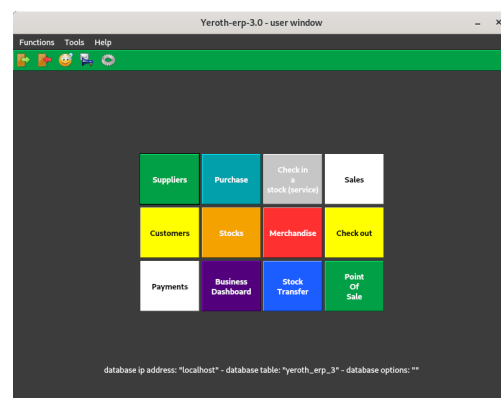 Yeroth-erp-3.0 - user window
Functions Tools Help
Suppliers
Purchase
Check in
a
stock (service)
Sales
Customers
Stocks
Merchandise
Check out
Payments
Business
Dashboard
Stock
Transfer
Point
Of
Sale
database ip address: "localhost" - database table: "yeroth_erp_3" - database options: ""